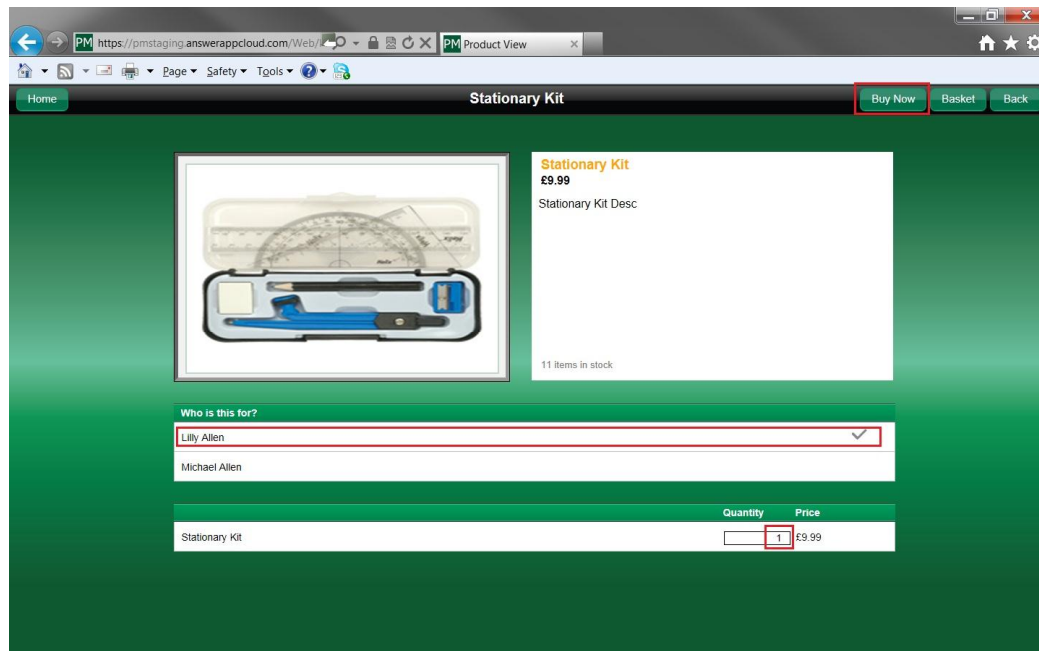 PM https://pmstaging.answerappcloud.com/Web/ PM Product View
Page Safety Tools
Home Stationary Kit Buy Now Basket Back
Stationary Kit
£9.99
Stationary Kit Desc
11 items in stock
Who is this for?
Lilly Allen
Michael Allen
Quantity Price
Stationary Kit 1 £9.99